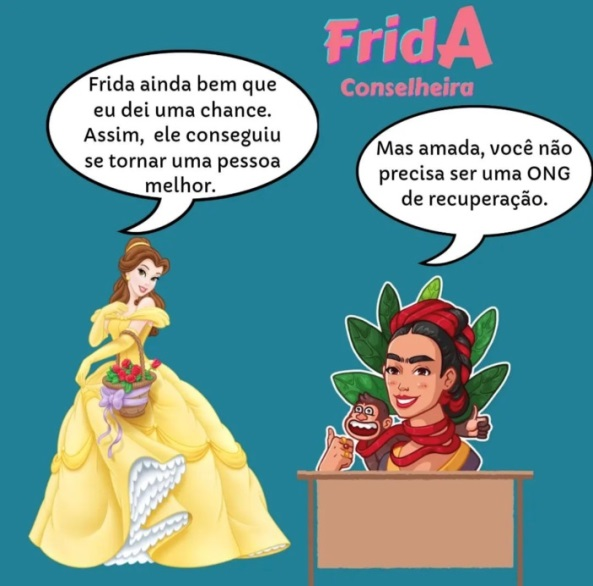 FridA
Conselheira
Frida ainda bem que
eu dei uma chance.
Assim, ele conseguiu
se tornar uma pessoa
melhor.
Mas amada, você não
precisa ser uma ONG
de recuperação.